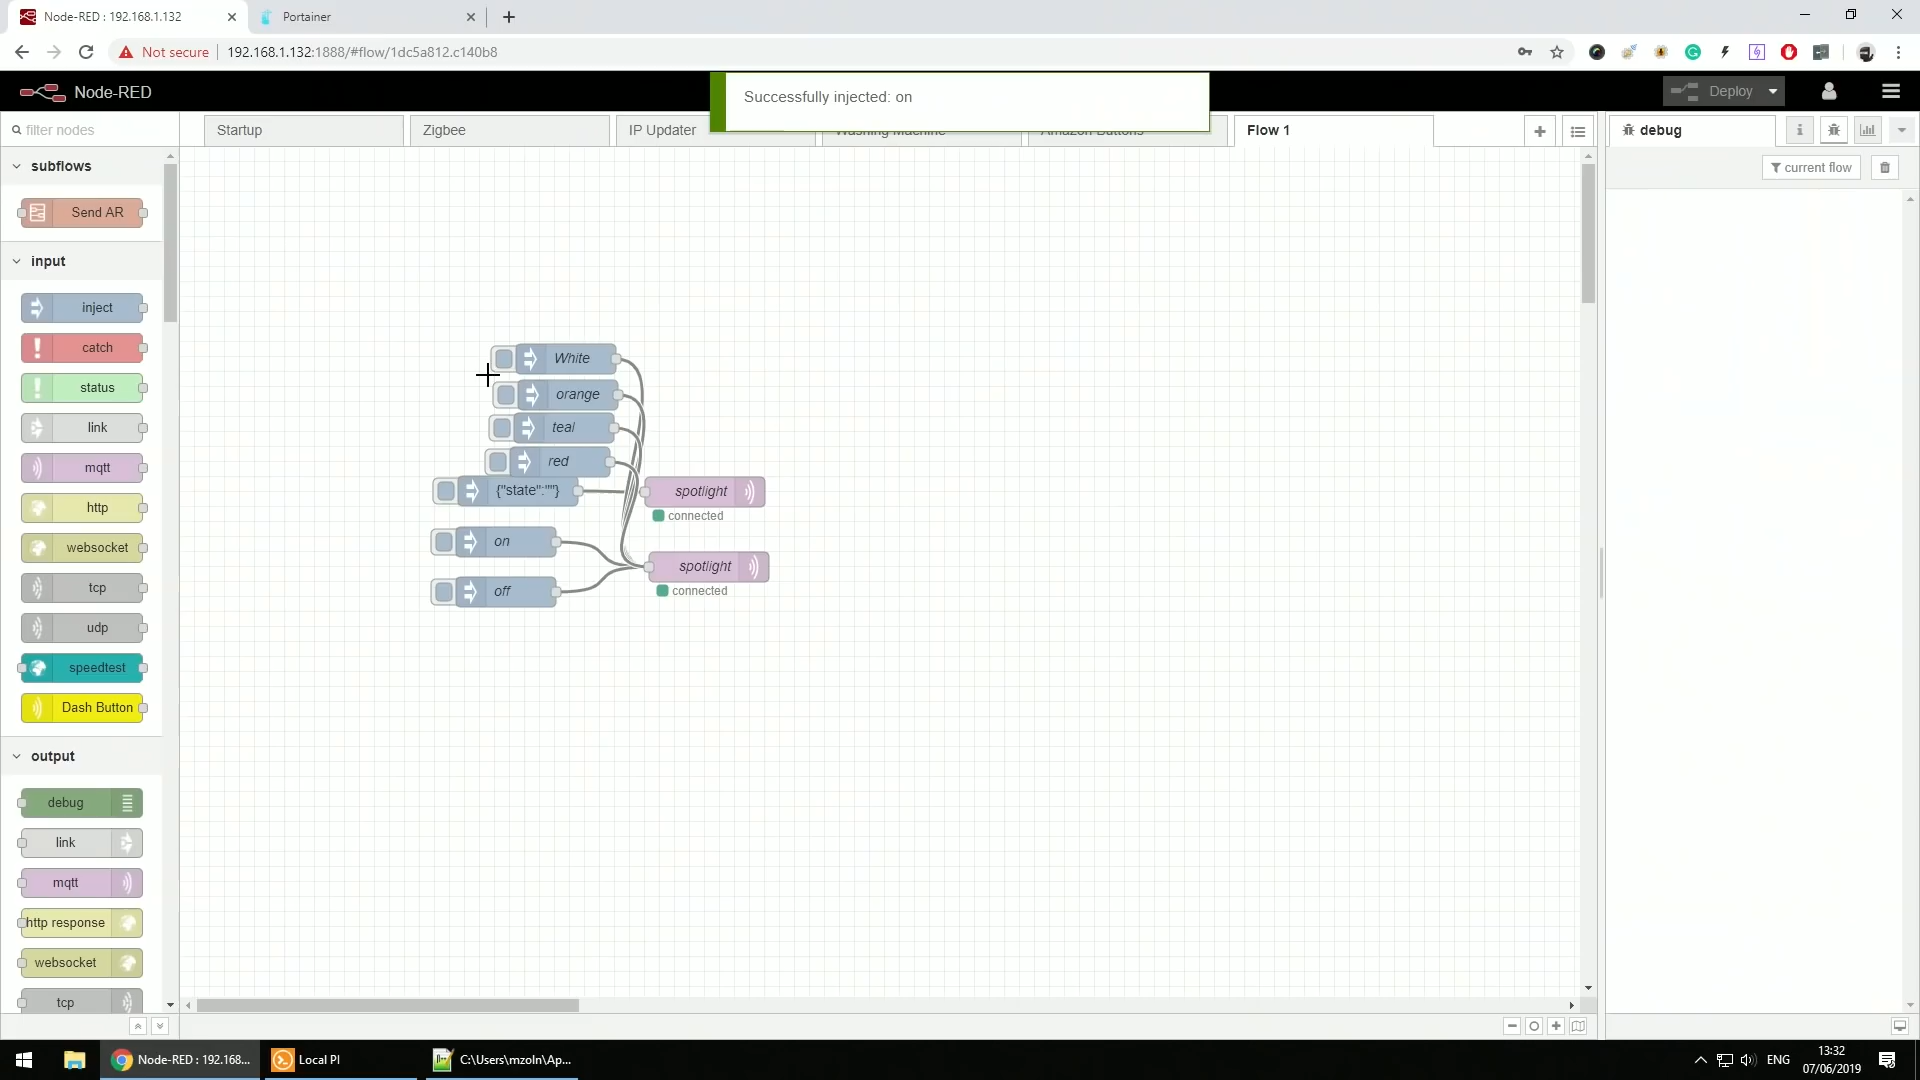 Node-RED : 192.168.1.132
Portainer
Not secure
192.168.1.132:1888/#flow/1dc5a812.c140b8
Node-RED
Successfully injected: on
Deploy
filter nodes
Startup
Zigbee
IP Updater
Washing Machine
Amazon Buttons
Flow 1
debug
current flow
subflows
Send AR
input
inject
catch
status
link
mqtt
http
websocket
tcp
udp
speedtest
Dash Button
output
debug
link
mqtt
http response
websocket
tcp
White
orange
teal
red
{"state":""}
spotlight
connected
on
spotlight
connected
off
Node-RED : 192.168...
Local PI
C:\Users\mzoln\Ap...
ENG
13:32
07/06/2019